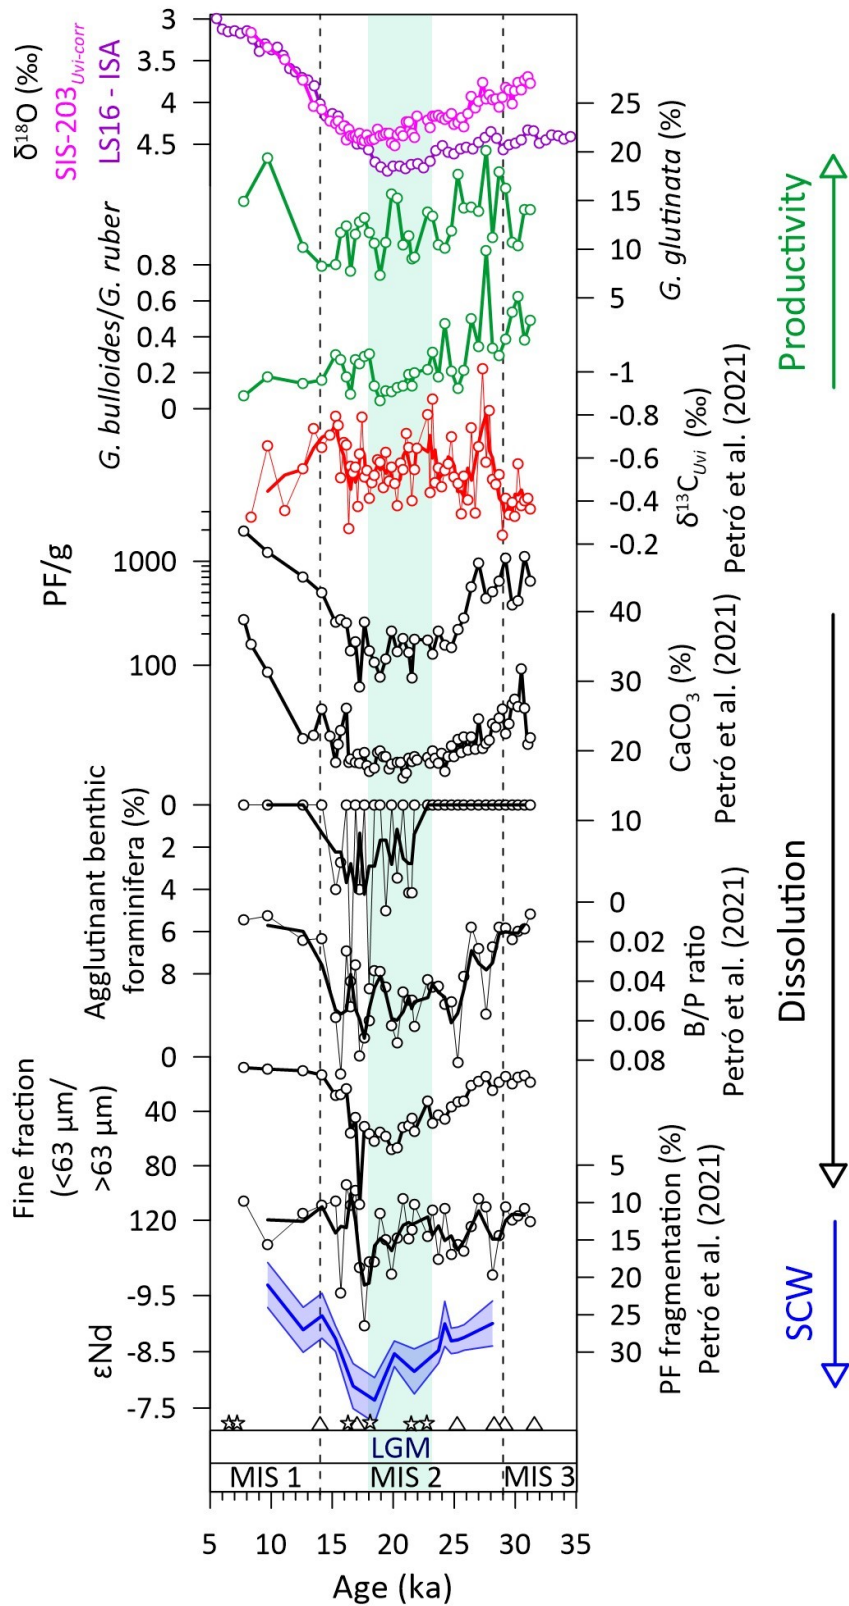 δ¹⁸O (‰)
SIS-203Uvi-corr
LS16 - ISA
3
3.5
4
4.5
25
20
15
10
5
G. glutinata (%)
G. bulloides/G. ruber
0.8
0.6
0.4
0.2
0
Productivity
-1
-0.8
-0.6
-0.4
-0.2
δ¹³CUvi (‰)
Petró et al. (2021)
PF/g
1000
100
40
30
20
10
0
CaCO₃ (%)
Petró et al. (2021)
Agglutinant benthic
foraminifera (%)
0
2
4
6
8
0.02
0.04
0.06
0.08
B/P ratio
Petró et al. (2021)
Dissolution
Fine fraction
(<63 μm/
>63 μm)
0
40
80
120
5
10
15
20
25
30
PF fragmentation (%)
Petró et al. (2021)
εNd
-9.5
-8.5
-7.5
SCW
LGM
MIS 1
MIS 2
MIS 3
5 10 15 20 25 30 35
Age (ka)